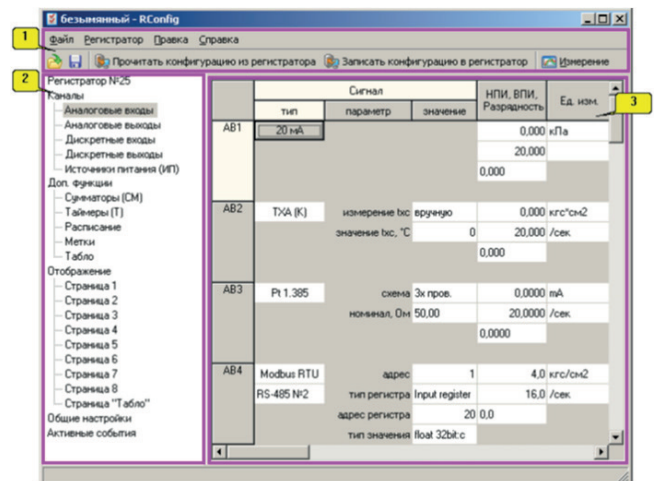 безымянный - RConfig
1
Файл Регистратор Правка Справка
Прочитать конфигурацию из регистратора Записать конфигурацию в регистратор Измерение
2
Регистратор №25
Каналы
Аналоговые входы
Аналоговые выходы
Дискретные входы
Дискретные выходы
Источники питания (ИП)
Доп. функции
Сумматоры (СМ)
Таймеры (Т)
Расписание
Метки
Табло
Отображение
Страница 1
Страница 2
Страница 3
Страница 4
Страница 5
Страница 6
Страница 7
Страница 8
Страница "Табло"
Общие настройки
Активные события
3
Сигнал НПИ, ВПИ, Разрядность Ед. изм.
тип параметр значение
АВ1 20 мА 0,000 кПа
20,000
0,000
АВ2 ТХА (К) измерение tхс вручную 0,000 кгс*см2
значение tхс, °С 0 20,000 /сек
0,000
АВ3 Pt 1.385 схема 3х пров. 0,0000 mA
номинал, Ом 50,00 20,0000 /сек
0,0000
АВ4 Modbus RTU адрес 1 4,0 кгс/см2
RS-485 №2 тип регистра Input register 16,0 /сек
адрес регистра 20 0,0
тип значения float 32bit:c